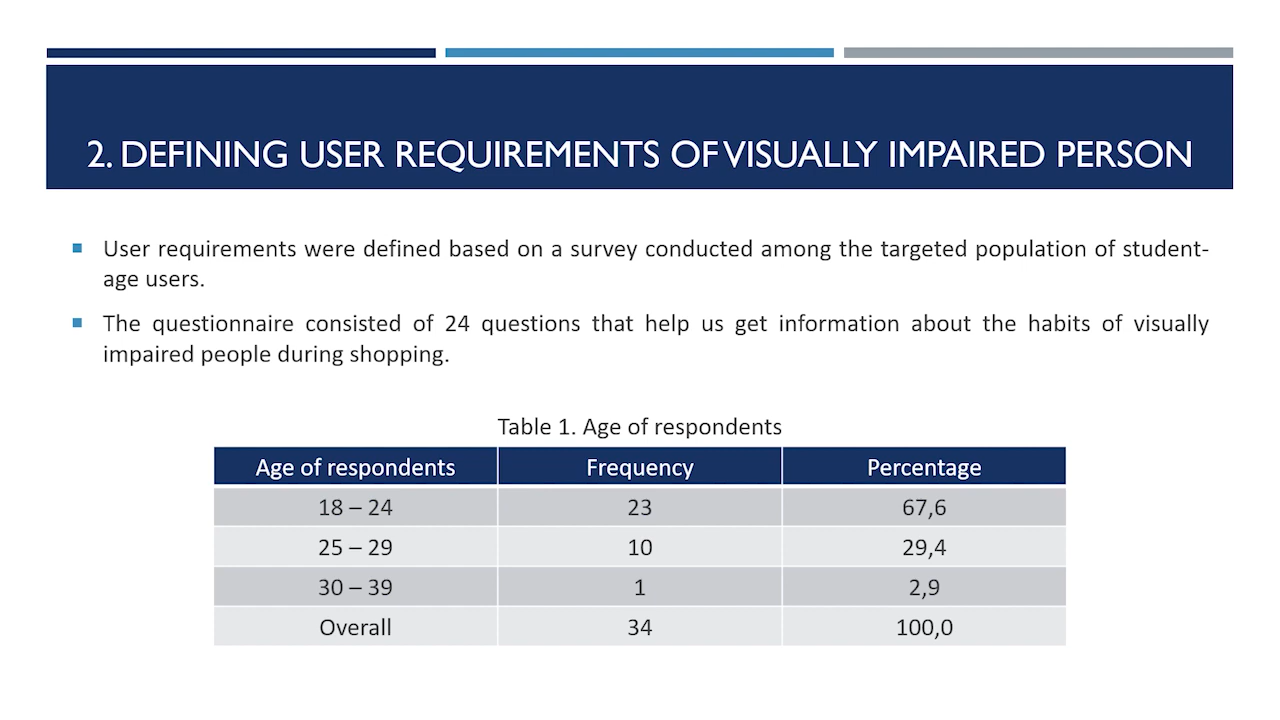 2. DEFINING USER REQUIREMENTS OF VISUALLY IMPAIRED PERSON
User requirements were defined based on a survey conducted among the targeted population of student-
age users.
The questionnaire consisted of 24 questions that help us get information about the habits of visually
impaired people during shopping.
Table 1. Age of respondents
Age of respondents Frequency Percentage
18 – 24 23 67,6
25 – 29 10 29,4
30 – 39 1 2,9
Overall 34 100,0